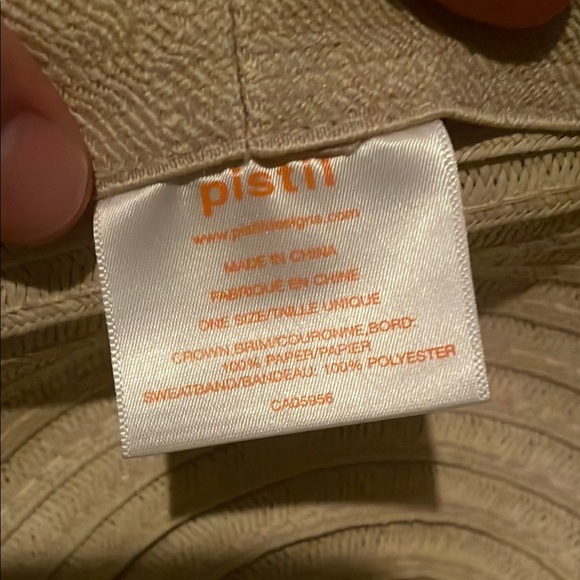 pistil
www.pistildesigns.com
MADE IN CHINA
FABRIQUÉ EN CHINE
ONE SIZE/TAILLE UNIQUE
CROWN,BRIM/COURONNE,BORD:
100% PAPER/PAPIER
SWEATBAND/BANDEAU: 100% POLYESTER
CA05956